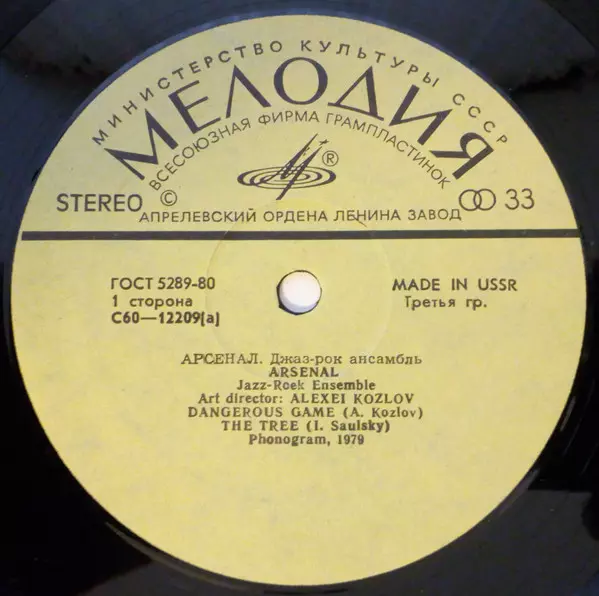 МИНИСТЕРСТВО КУЛЬТУРЫ СССР
МЕЛОДИЯ
ВСЕСОЮЗНАЯ ФИРМА ГРАМПЛАСТИНОК
®
STEREO © 33
АПРЕЛЕВСКИЙ ОРДЕНА ЛЕНИНА ЗАВОД
ГОСТ 5289-80 MADE IN USSR
1 сторона Третья гр.
С60—12209(а)
АРСЕНАЛ. Джаз-рок ансамбль
ARSENAL
Jazz-Roek Ensemble
Art director: ALEXEI KOZLOV
DANGEROUS GAME (A. Kozlov)
THE TREE (I. Saulsky)
Phonogram, 1979